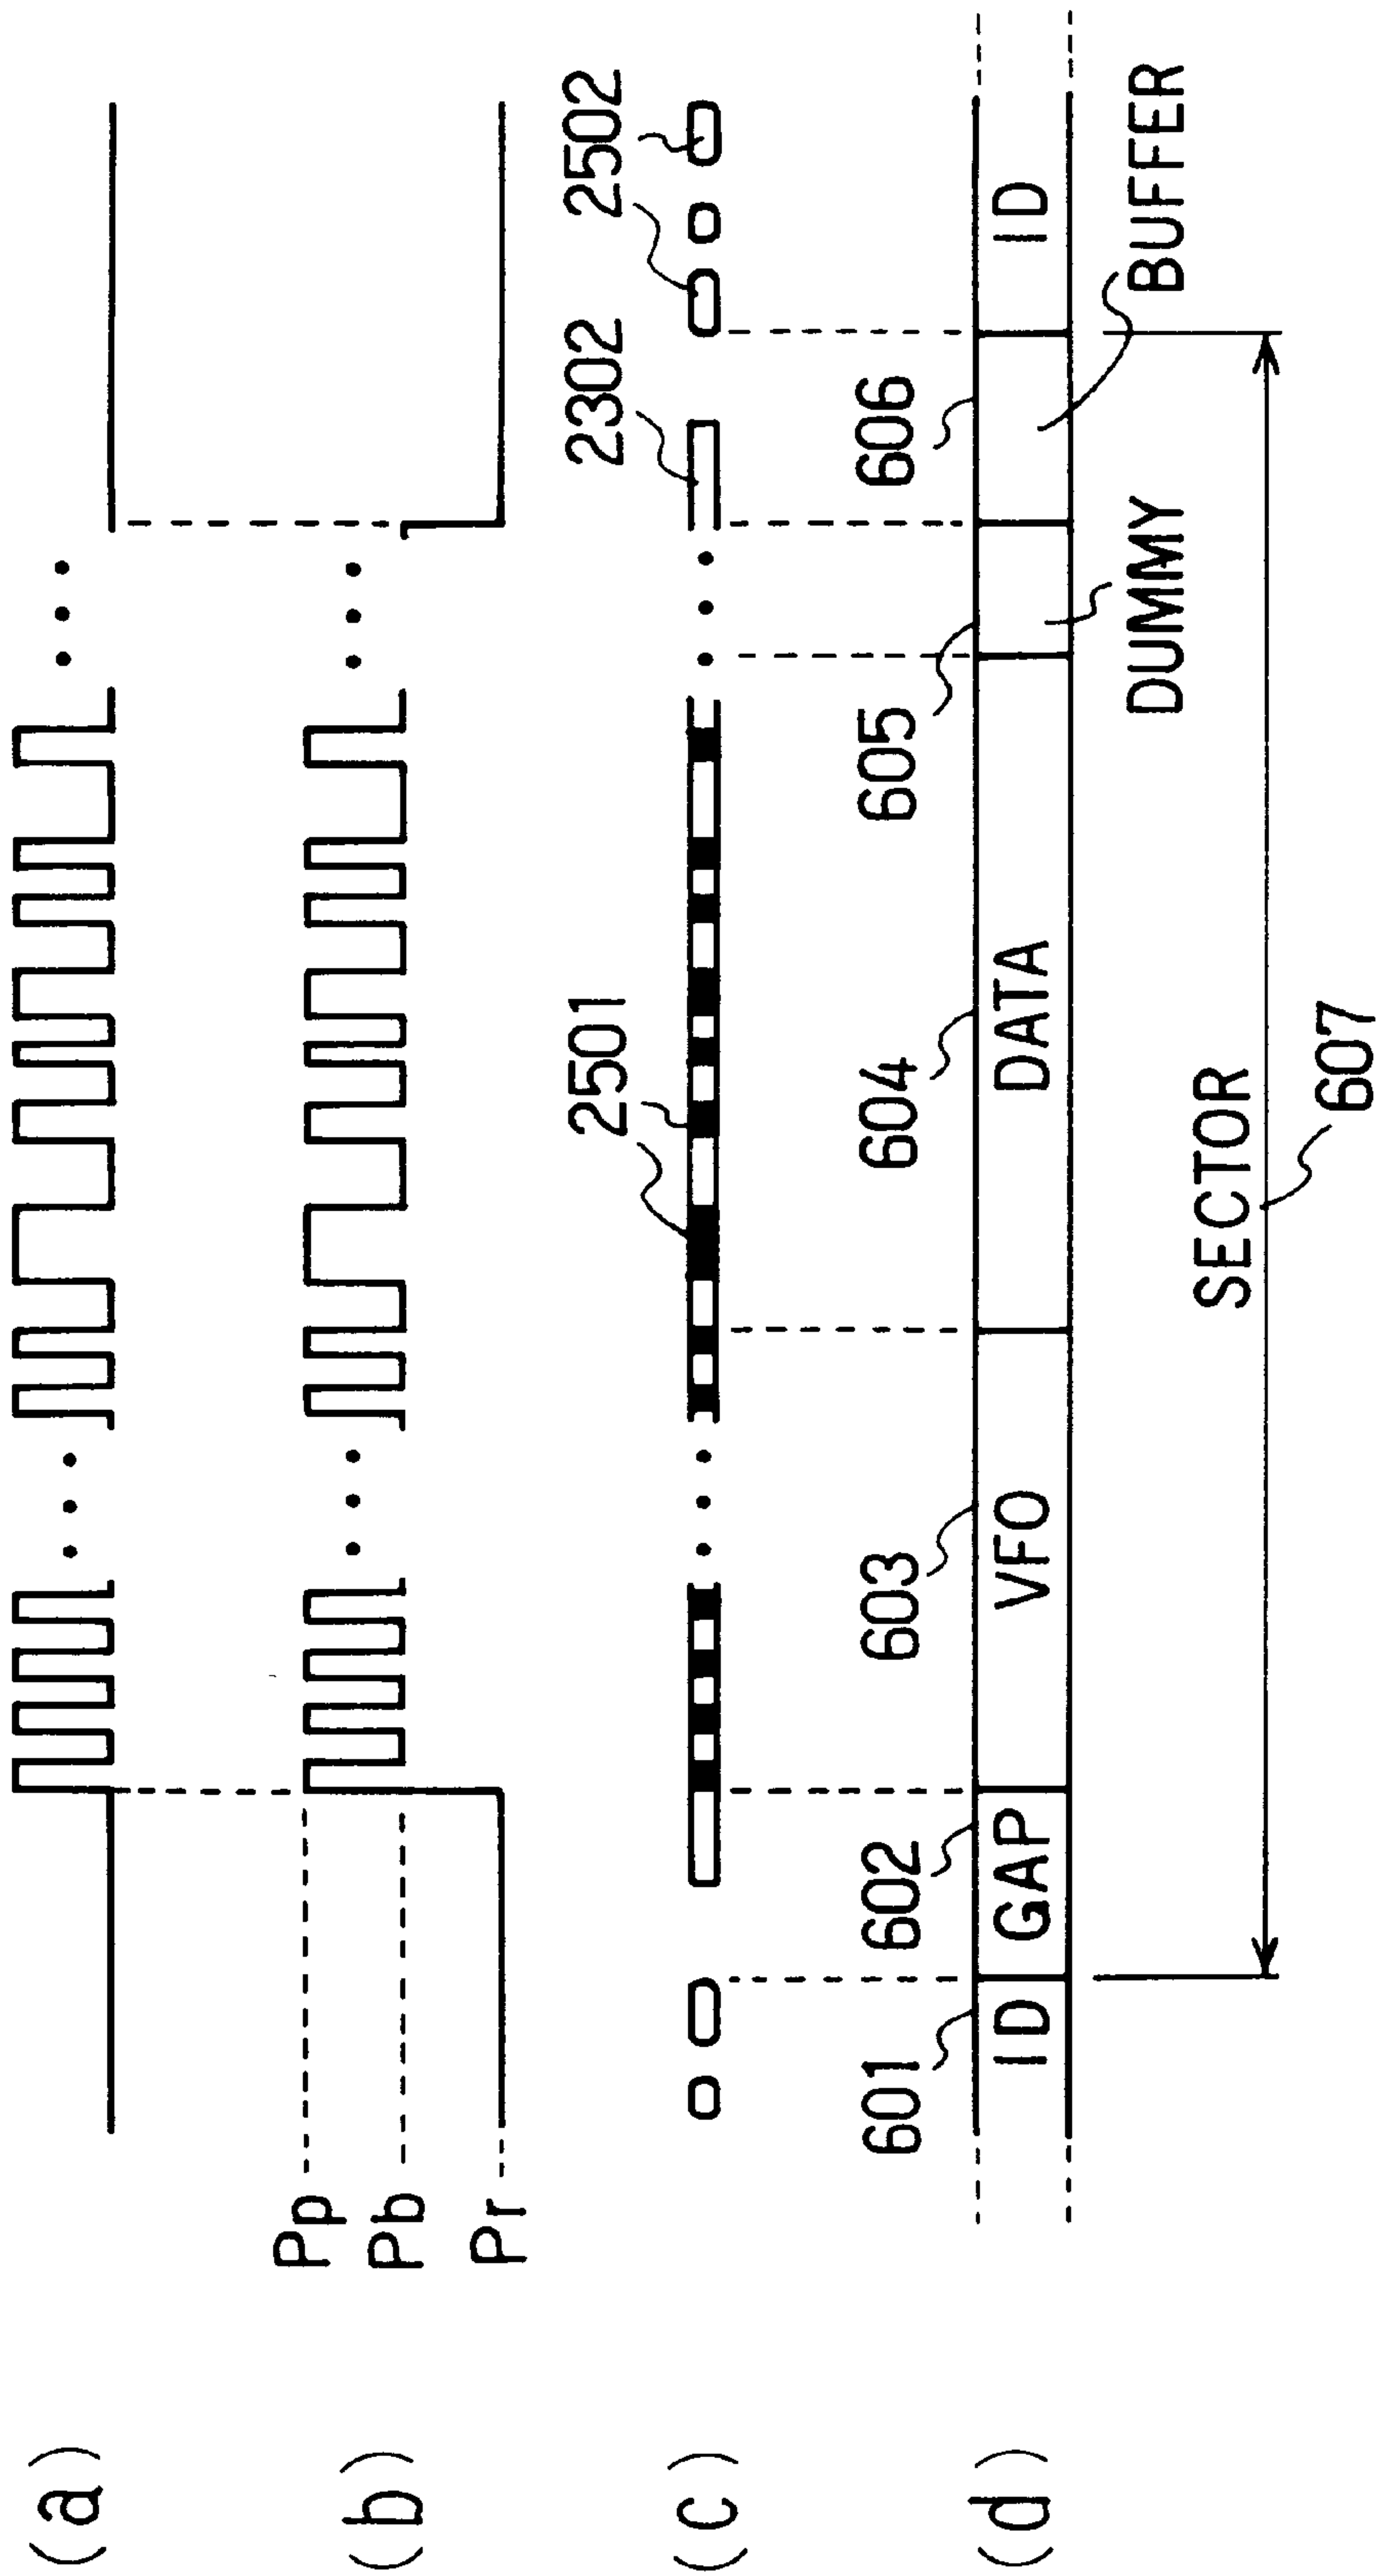 (a)
(b)
Pp
Pb
Pr
(c)
2501
2302
2502
(d)
601
602
603
604
605
606
ID
GAP
VFO
DATA
ID
DUMMY
BUFFER
SECTOR
607